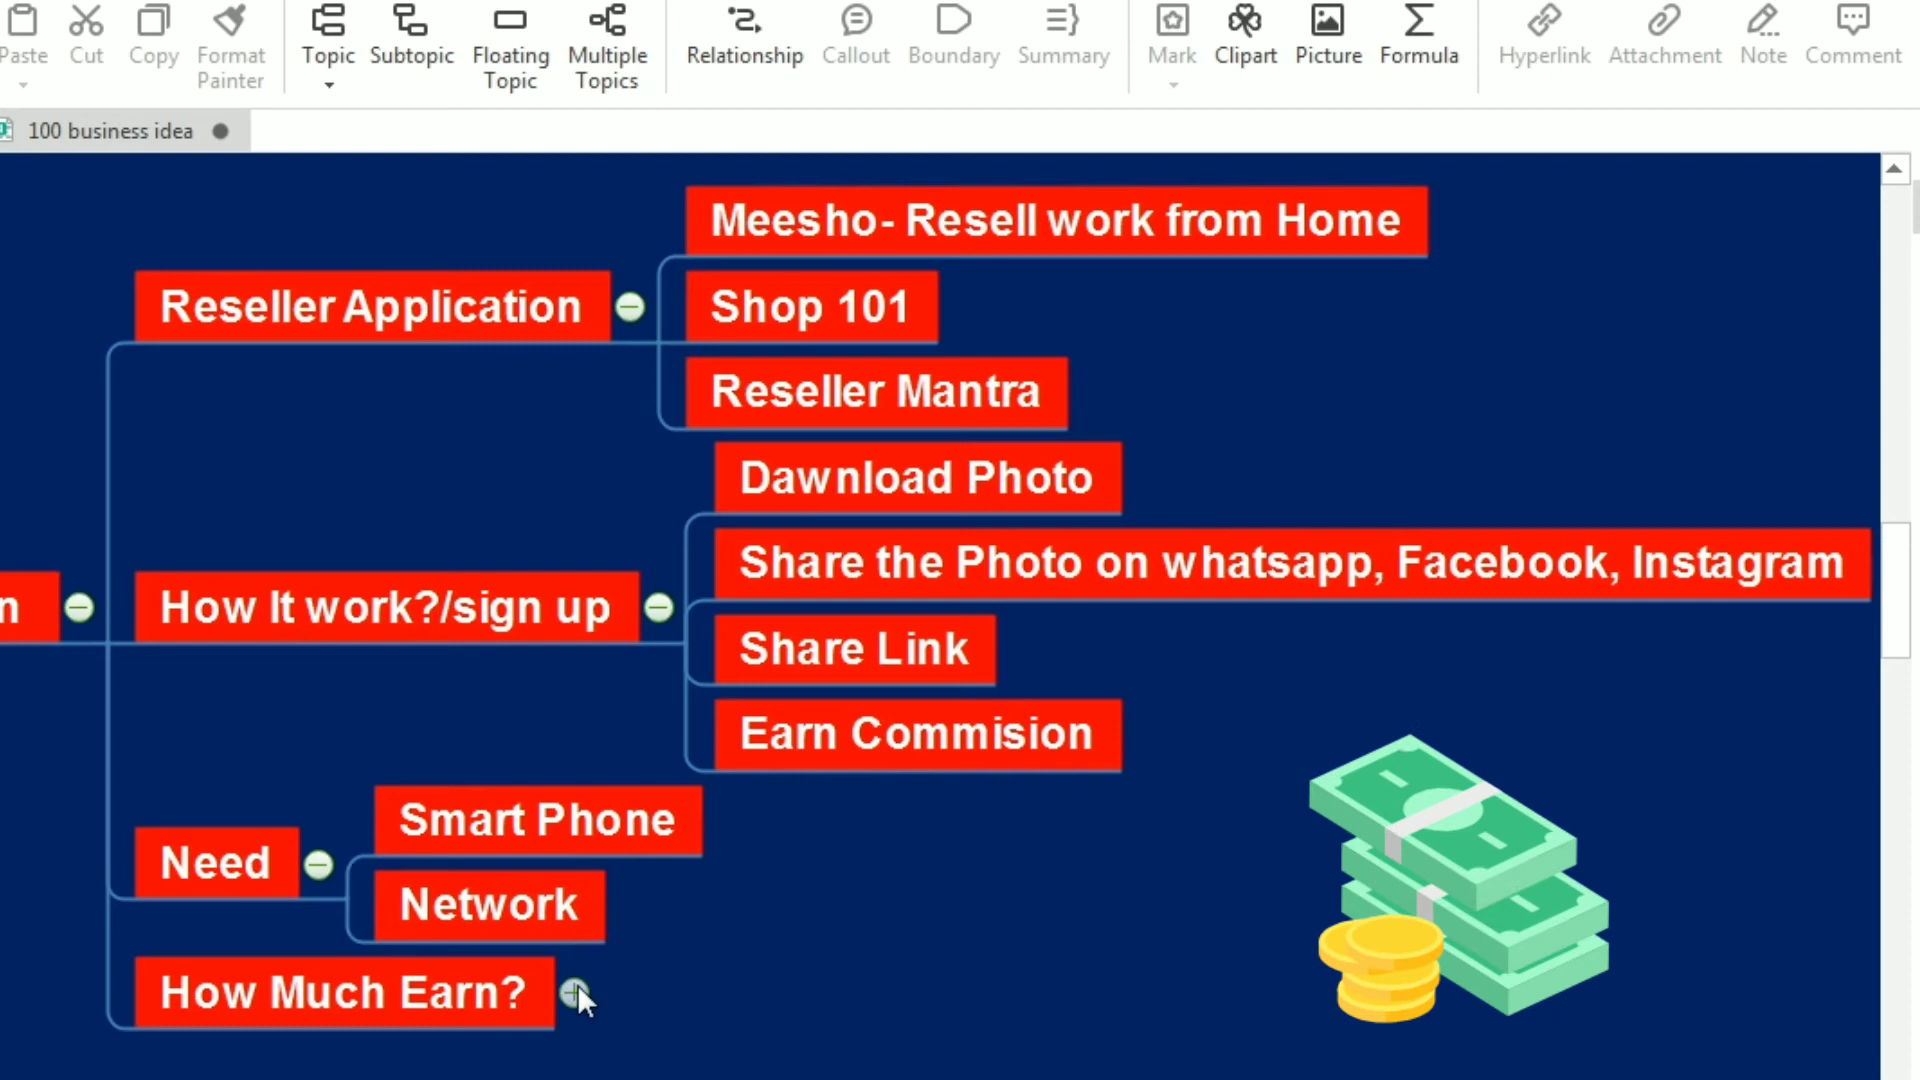 Paste
Cut
Copy
Format
Painter
Topic
Subtopic
Floating
Topic
Multiple
Topics
Relationship
Callout
Boundary
Summary
Mark
Clipart
Picture
Formula
Hyperlink
Attachment
Note
Comment
100 business idea
Meesho- Resell work from Home
Reseller Application
Shop 101
Reseller Mantra
Dawnload Photo
Share the Photo on whatsapp, Facebook, Instagram
n
How It work?/sign up
Share Link
Earn Commision
Smart Phone
Need
Network
How Much Earn?